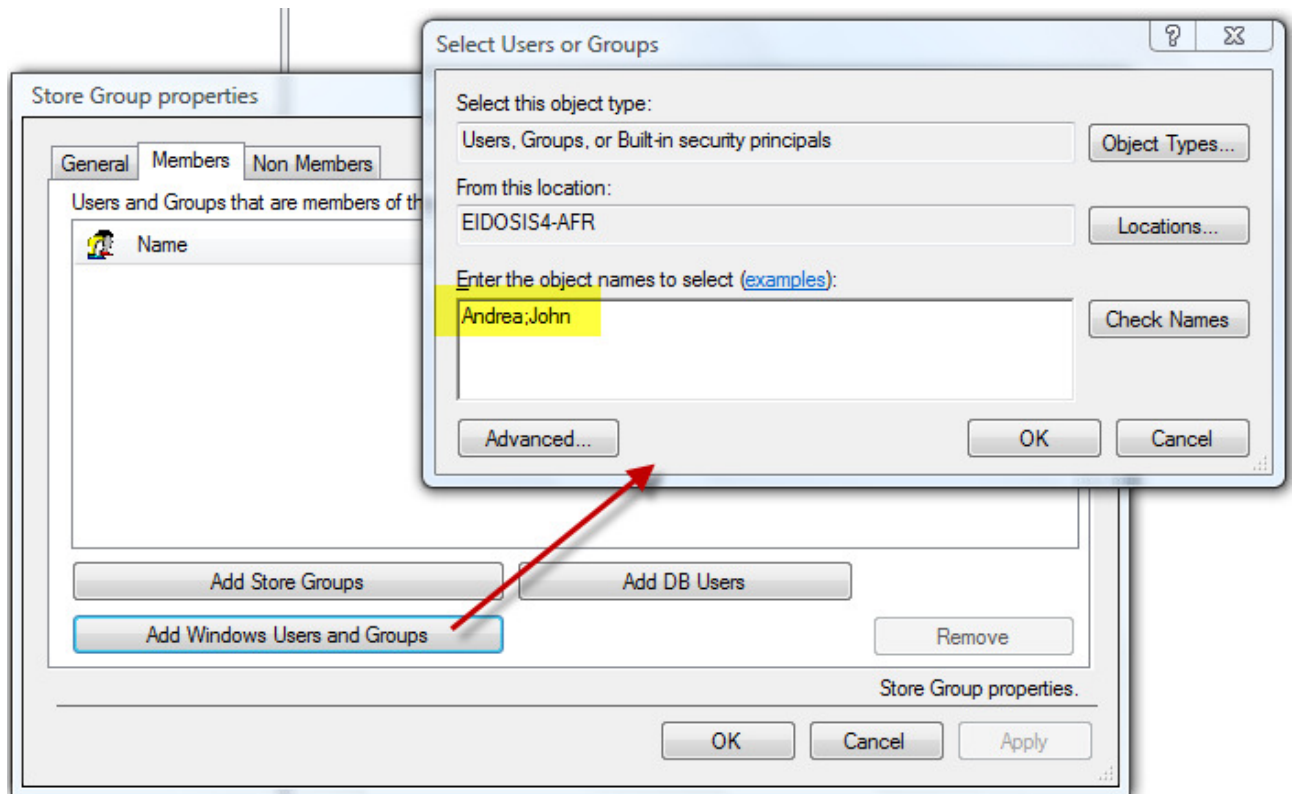 Select Users or Groups
Select this object type:
Users, Groups, or Built-in security principals
Object Types...
From this location:
EIDOSIS4-AFR
Locations...
Enter the object names to select (examples):
Andrea;John
Check Names
Advanced...
OK
Cancel
Store Group properties
General
Members
Non Members
Users and Groups that are members of
Name
Add Store Groups
Add DB Users
Add Windows Users and Groups
Remove
Store Group properties.
OK
Cancel
Apply